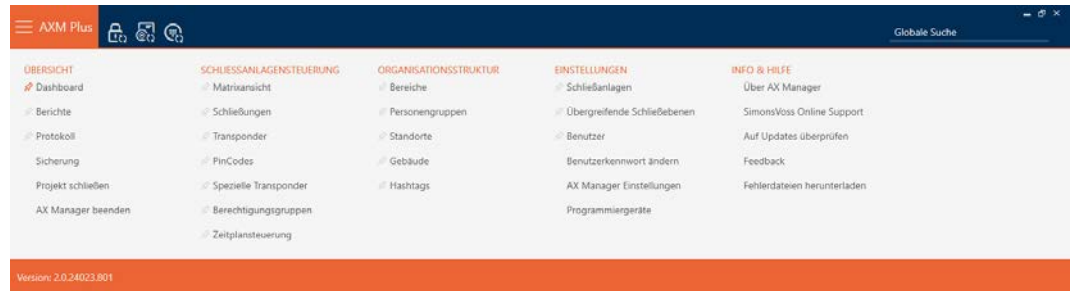 AXM Plus
Globale Suche
ÜBERSICHT
Dashboard
Berichte
Protokoll
Sicherung
Projekt schließen
AX Manager beenden
SCHLIESSANLAGENSTEUERUNG
Matrixansicht
Schließungen
Transponder
PinCodes
Spezielle Transponder
Berechtigungsgruppen
Zeitplansteuerung
ORGANISATIONSSTRUKTUR
Bereiche
Personengruppen
Standorte
Gebäude
Hashtags
EINSTELLUNGEN
Schließanlagen
Übergreifende Schließebenen
Benutzer
Benutzerkennwort ändern
AX Manager Einstellungen
Programmiergeräte
INFO & HILFE
Über AX Manager
SimonsVoss Online Support
Auf Updates überprüfen
Feedback
Fehlerdateien herunterladen
Version: 2.0.24023.801